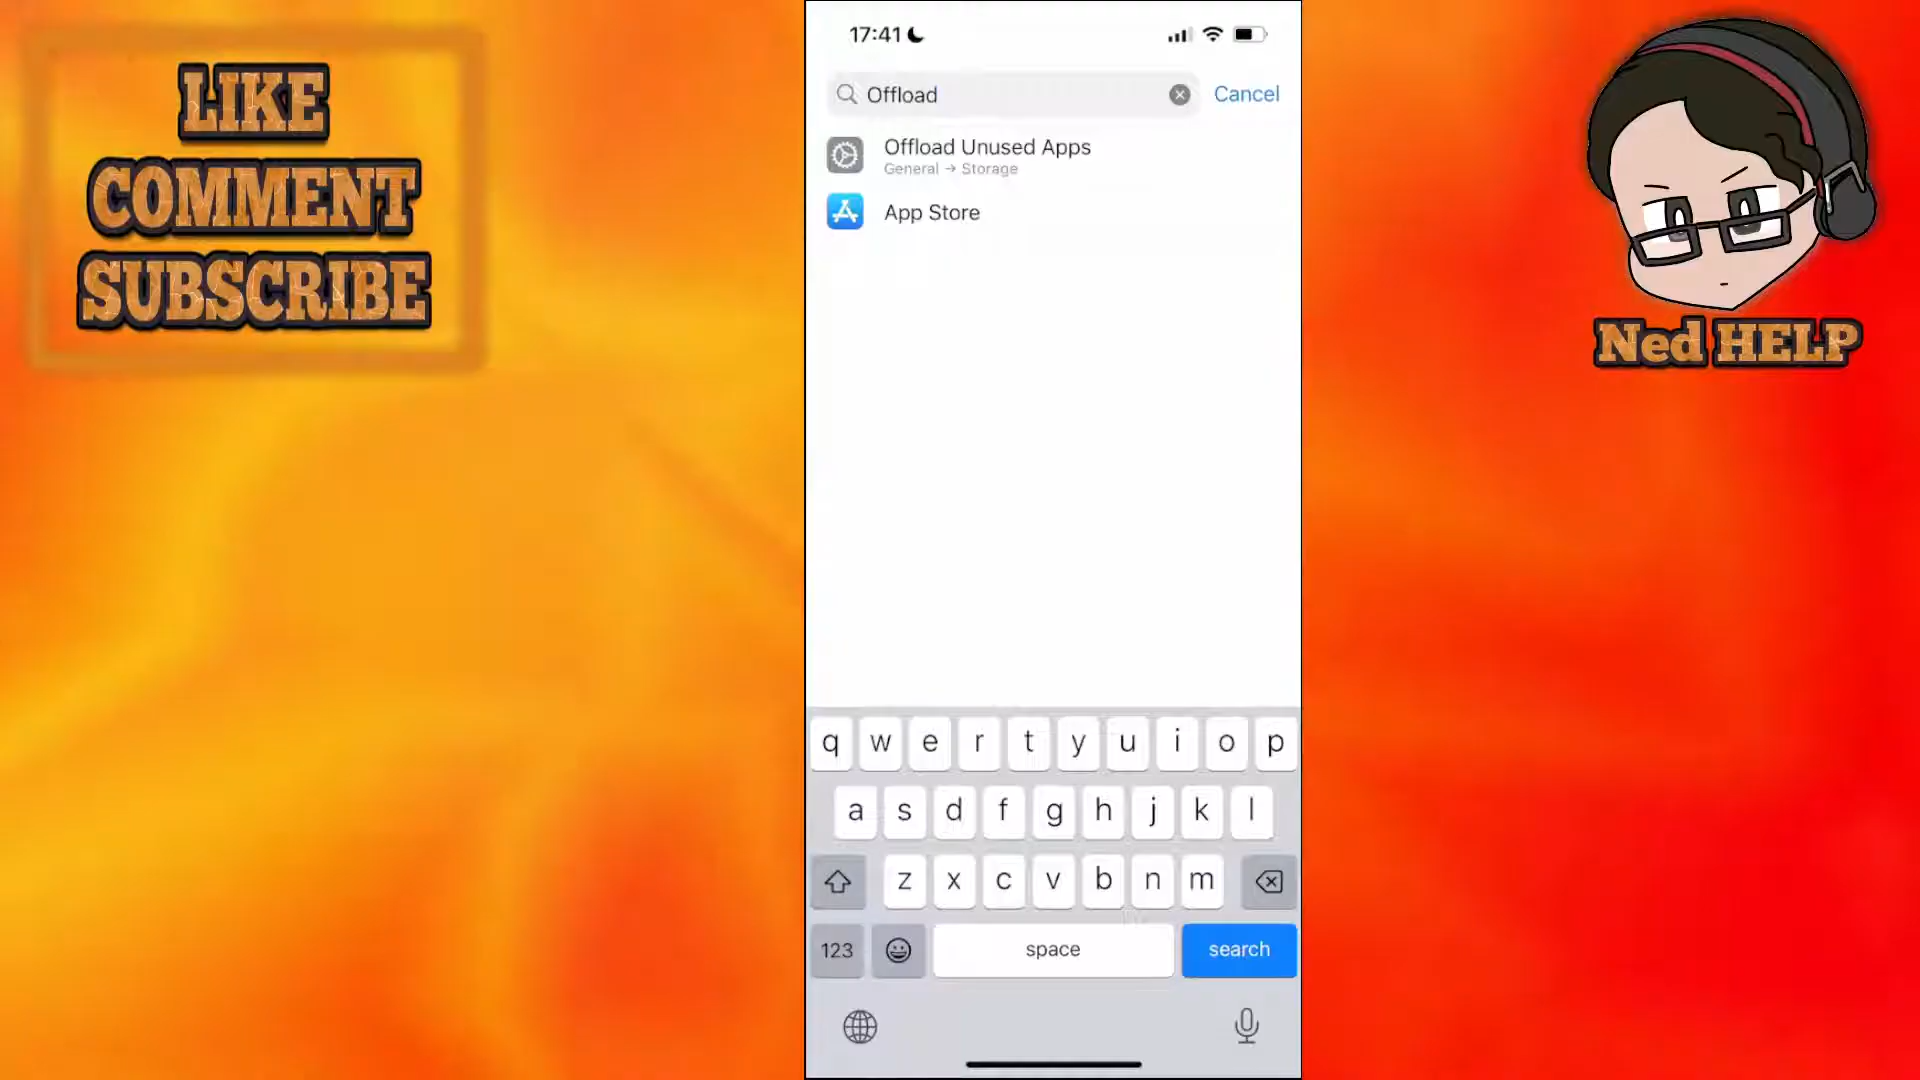 LIKE
COMMENT
SUBSCRIBE
17:41
Offload
Cancel
Offload Unused Apps
General → Storage
App Store
Ned HELP
q w e r t y u i o p
a s d f g h j k l
z x c v b n m
123 space search